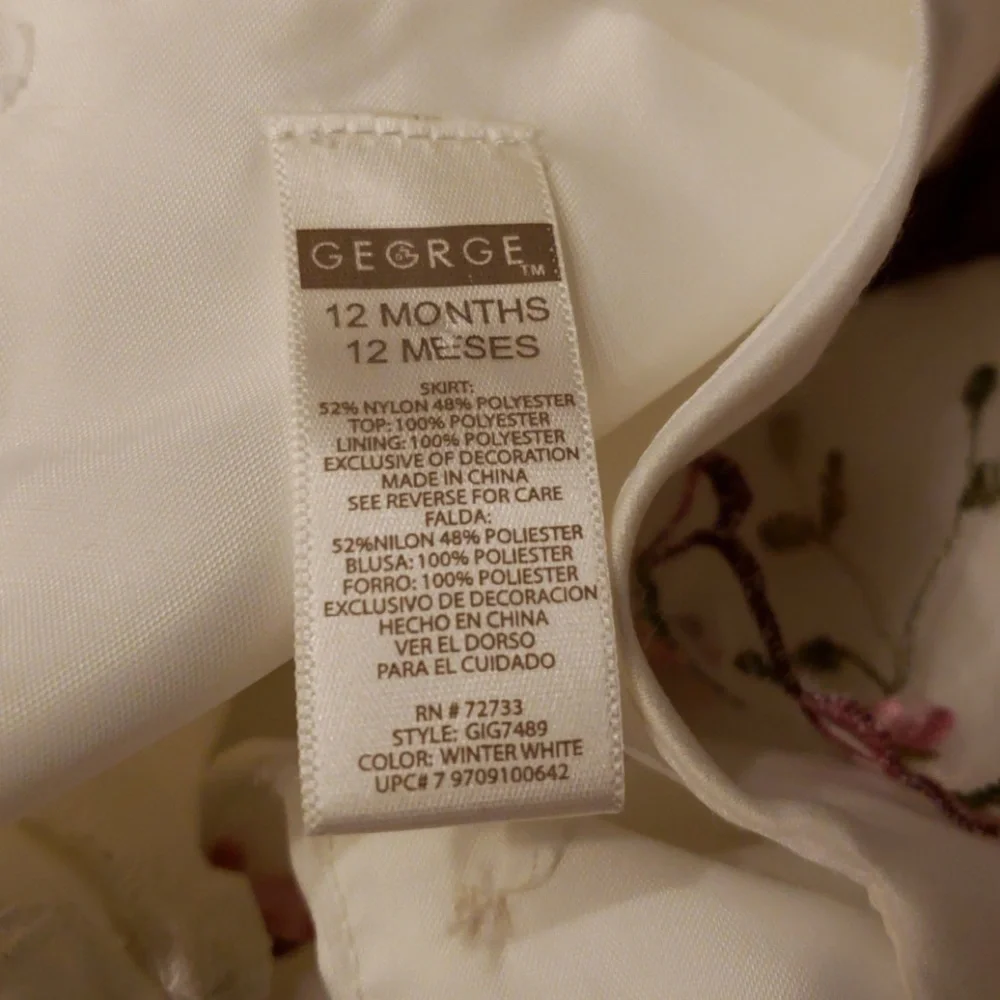 GEORGE™
12 MONTHS
12 MESES
SKIRT:
52% NYLON 48% POLYESTER
TOP: 100% POLYESTER
LINING: 100% POLYESTER
EXCLUSIVE OF DECORATION
MADE IN CHINA
SEE REVERSE FOR CARE
FALDA:
52%NILON 48% POLIESTER
BLUSA: 100% POLIESTER
FORRO: 100% POLIESTER
EXCLUSIVO DE DECORACION
HECHO EN CHINA
VER EL DORSO
PARA EL CUIDADO
RN # 72733
STYLE: GIG7489
COLOR: WINTER WHITE
UPC# 7 9709100642